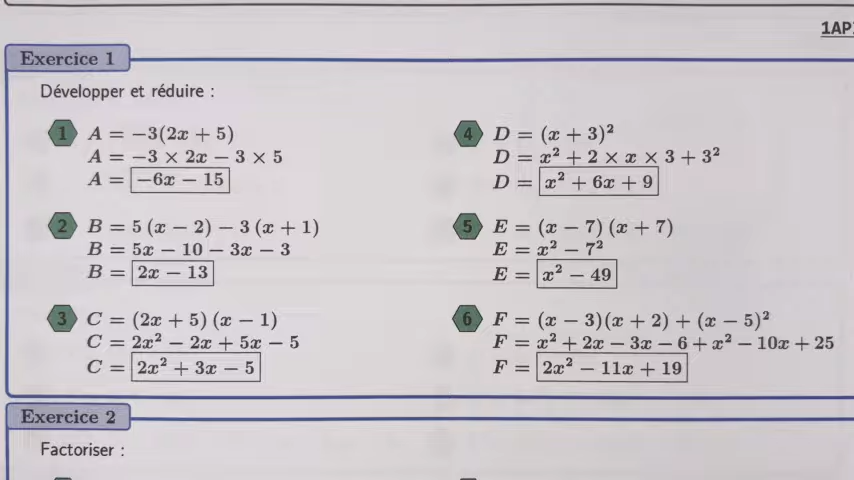 1AP
Exercice 1
Développer et réduire :
1 A = −3(2x + 5)
A = −3 × 2x − 3 × 5
A = −6x − 15
2 B = 5 (x − 2) − 3 (x + 1)
B = 5x − 10 − 3x − 3
B = 2x − 13
3 C = (2x + 5) (x − 1)
C = 2x² − 2x + 5x − 5
C = 2x² + 3x − 5
4 D = (x + 3)²
D = x² + 2 × x × 3 + 3²
D = x² + 6x + 9
5 E = (x − 7) (x + 7)
E = x² − 7²
E = x² − 49
6 F = (x − 3)(x + 2) + (x − 5)²
F = x² + 2x − 3x − 6 + x² − 10x + 25
F = 2x² − 11x + 19
Exercice 2
Factoriser :